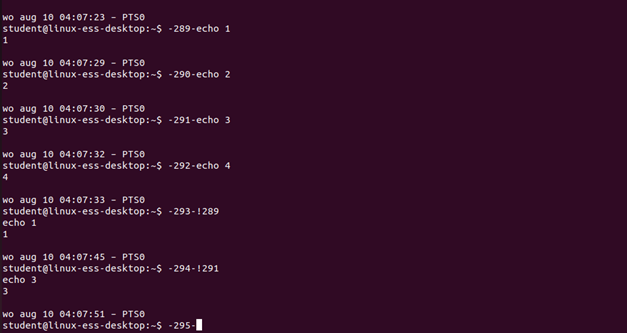 wo aug 10 04:07:23 – PTS0
student@linux-ess-desktop:~$ -289-echo 1
1
wo aug 10 04:07:29 – PTS0
student@linux-ess-desktop:~$ -290-echo 2
2
wo aug 10 04:07:30 – PTS0
student@linux-ess-desktop:~$ -291-echo 3
3
wo aug 10 04:07:32 – PTS0
student@linux-ess-desktop:~$ -292-echo 4
4
wo aug 10 04:07:33 – PTS0
student@linux-ess-desktop:~$ -293-!289
echo 1
1
wo aug 10 04:07:45 – PTS0
student@linux-ess-desktop:~$ -294-!291
echo 3
3
wo aug 10 04:07:51 – PTS0
student@linux-ess-desktop:~$ -295-